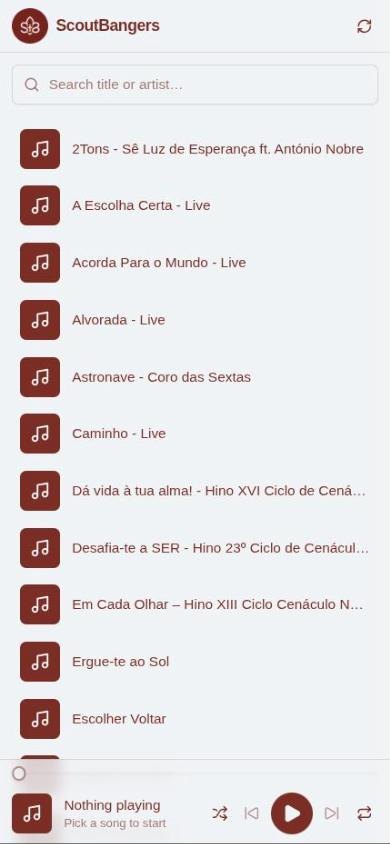 ScoutBangers
Search title or artist…
2Tons - Sê Luz de Esperança ft. António Nobre
A Escolha Certa - Live
Acorda Para o Mundo - Live
Alvorada - Live
Astronave - Coro das Sextas
Caminho - Live
Dá vida à tua alma! - Hino XVI Ciclo de Cená…
Desafia-te a SER - Hino 23º Ciclo de Cenácul…
Em Cada Olhar – Hino XIII Ciclo Cenáculo N…
Ergue-te ao Sol
Escolher Voltar
Nothing playing
Pick a song to start